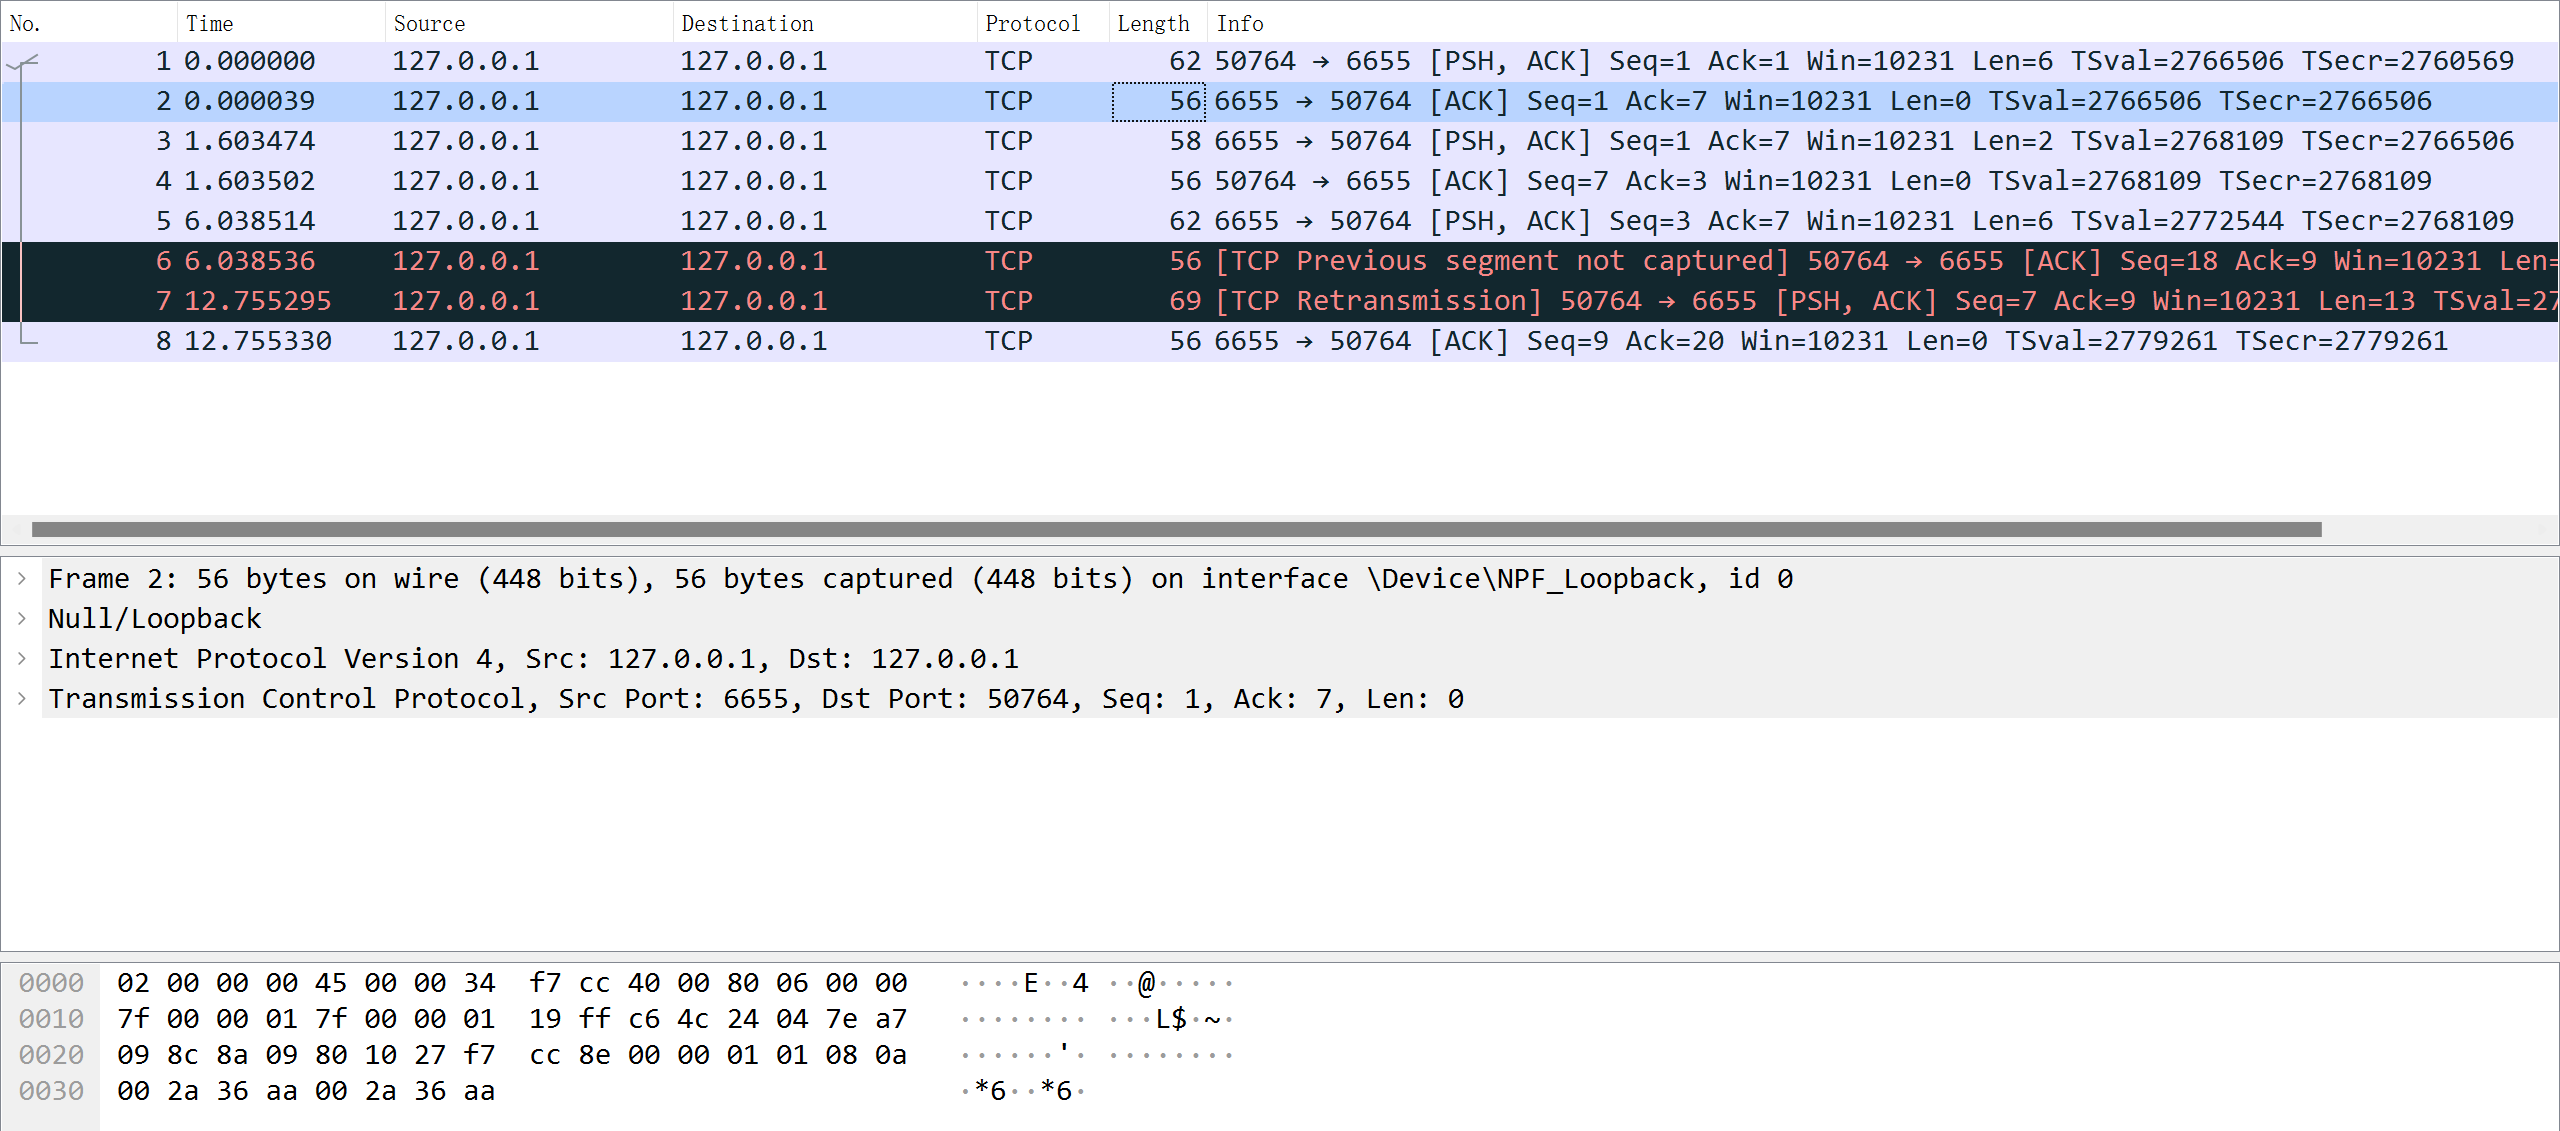 No. Time Source Destination Protocol Length Info
1 0.000000 127.0.0.1 127.0.0.1 TCP 62 50764 → 6655 [PSH, ACK] Seq=1 Ack=1 Win=10231 Len=6 TSval=2766506 TSecr=2760569
2 0.000039 127.0.0.1 127.0.0.1 TCP 56 6655 → 50764 [ACK] Seq=1 Ack=7 Win=10231 Len=0 TSval=2766506 TSecr=2766506
3 1.603474 127.0.0.1 127.0.0.1 TCP 58 6655 → 50764 [PSH, ACK] Seq=1 Ack=7 Win=10231 Len=2 TSval=2768109 TSecr=2766506
4 1.603502 127.0.0.1 127.0.0.1 TCP 56 50764 → 6655 [ACK] Seq=7 Ack=3 Win=10231 Len=0 TSval=2768109 TSecr=2768109
5 6.038514 127.0.0.1 127.0.0.1 TCP 62 6655 → 50764 [PSH, ACK] Seq=3 Ack=7 Win=10231 Len=6 TSval=2772544 TSecr=2768109
6 6.038536 127.0.0.1 127.0.0.1 TCP 56 [TCP Previous segment not captured] 50764 → 6655 [ACK] Seq=18 Ack=9 Win=10231 Len=
7 12.755295 127.0.0.1 127.0.0.1 TCP 69 [TCP Retransmission] 50764 → 6655 [PSH, ACK] Seq=7 Ack=9 Win=10231 Len=13 TSval=27
8 12.755330 127.0.0.1 127.0.0.1 TCP 56 6655 → 50764 [ACK] Seq=9 Ack=20 Win=10231 Len=0 TSval=2779261 TSecr=2779261
Frame 2: 56 bytes on wire (448 bits), 56 bytes captured (448 bits) on interface \Device\NPF_Loopback, id 0
Null/Loopback
Internet Protocol Version 4, Src: 127.0.0.1, Dst: 127.0.0.1
Transmission Control Protocol, Src Port: 6655, Dst Port: 50764, Seq: 1, Ack: 7, Len: 0
0000 02 00 00 00 45 00 00 34 f7 cc 40 00 80 06 00 00 ····E··4 ··@·····
0010 7f 00 00 01 7f 00 00 01 19 ff c6 4c 24 04 7e a7 ········ ···L$·~·
0020 09 8c 8a 09 80 10 27 f7 cc 8e 00 00 01 01 08 0a ······'· ········
0030 00 2a 36 aa 00 2a 36 aa ·*6··*6·